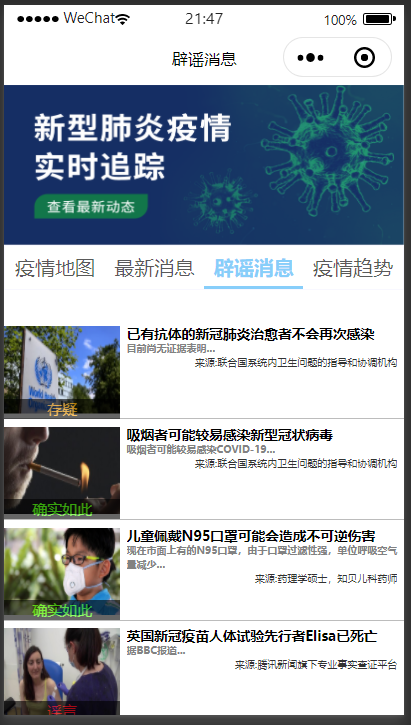 WeChat
21:47
100%
辟谣消息
新型肺炎疫情
实时追踪
查看最新动态
疫情地图 最新消息 辟谣消息 疫情趋势
已有抗体的新冠肺炎治愈者不会再次感染
目前尚无证据表明...
来源:联合国系统内卫生问题的指导和协调机构
存疑
吸烟者可能较易感染新型冠状病毒
吸烟者可能较易感染COVID-19...
来源:联合国系统内卫生问题的指导和协调机构
确实如此
儿童佩戴N95口罩可能会造成不可逆伤害
现在市面上有的N95口罩，由于口罩过滤性强，单位呼吸空气
量减少...
来源:药理学硕士，知贝儿科药师
确实如此
英国新冠疫苗人体试验先行者Elisa已死亡
据BBC报道...
来源:腾讯新闻旗下专业事实查证平台
谣言